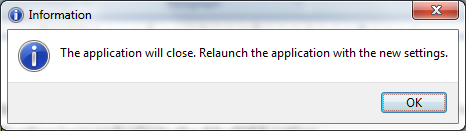 Information
The application will close. Relaunch the application with the new settings.
OK